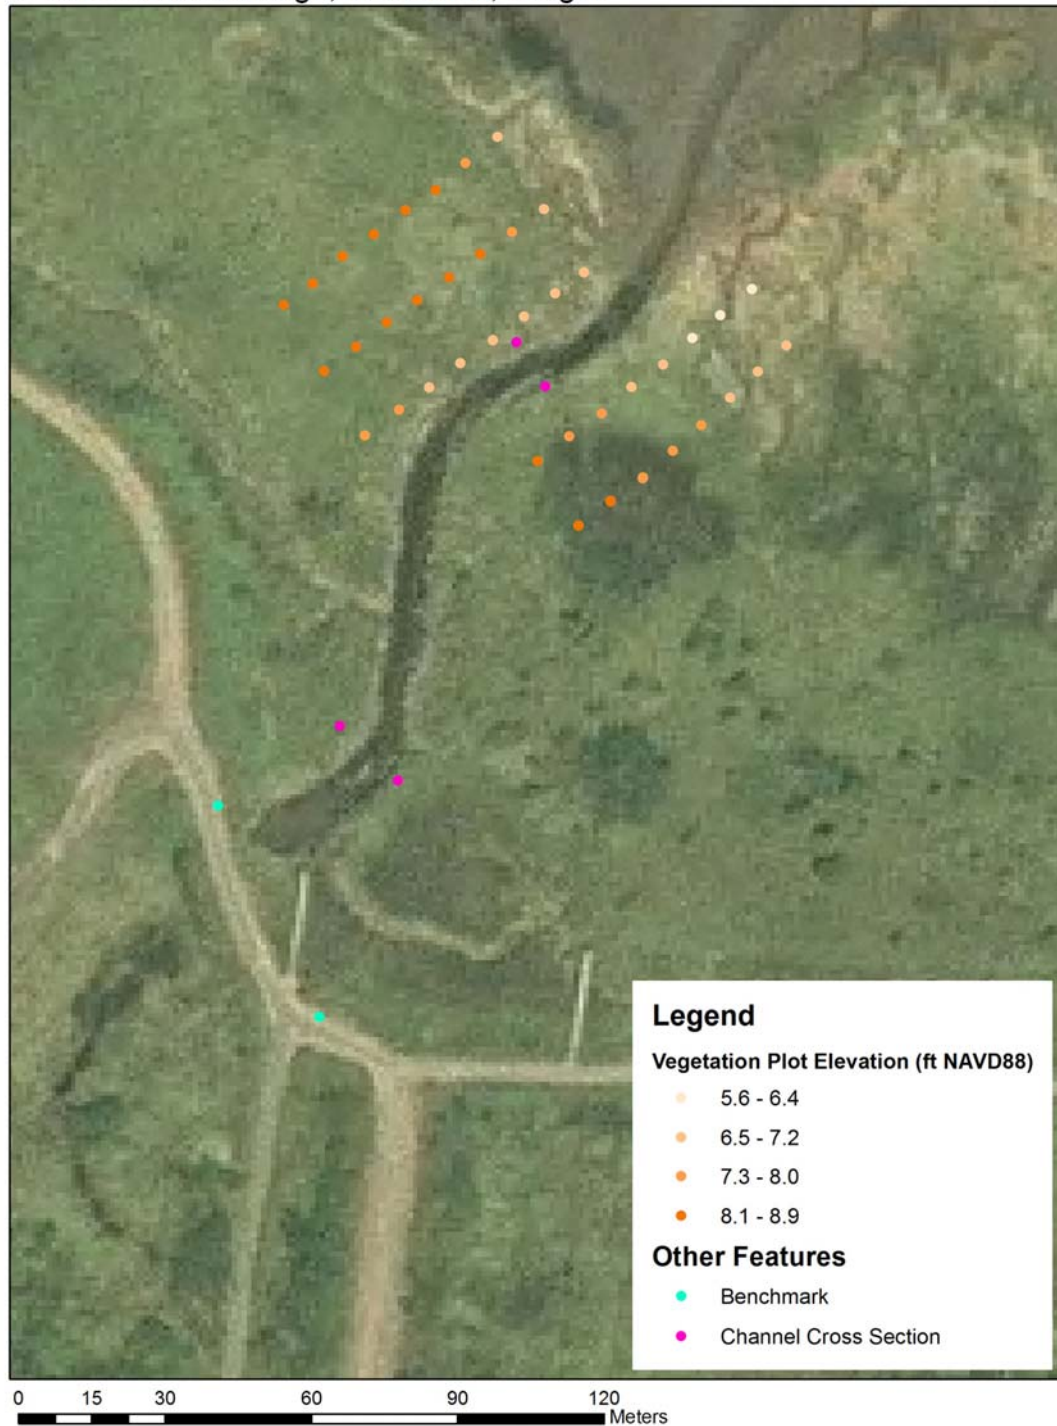 Legend
Vegetation Plot Elevation (ft NAVD88)
5.6 - 6.4
6.5 - 7.2
7.3 - 8.0
8.1 - 8.9
Other Features
Benchmark
Channel Cross Section
0 15 30 60 90 120
Meters